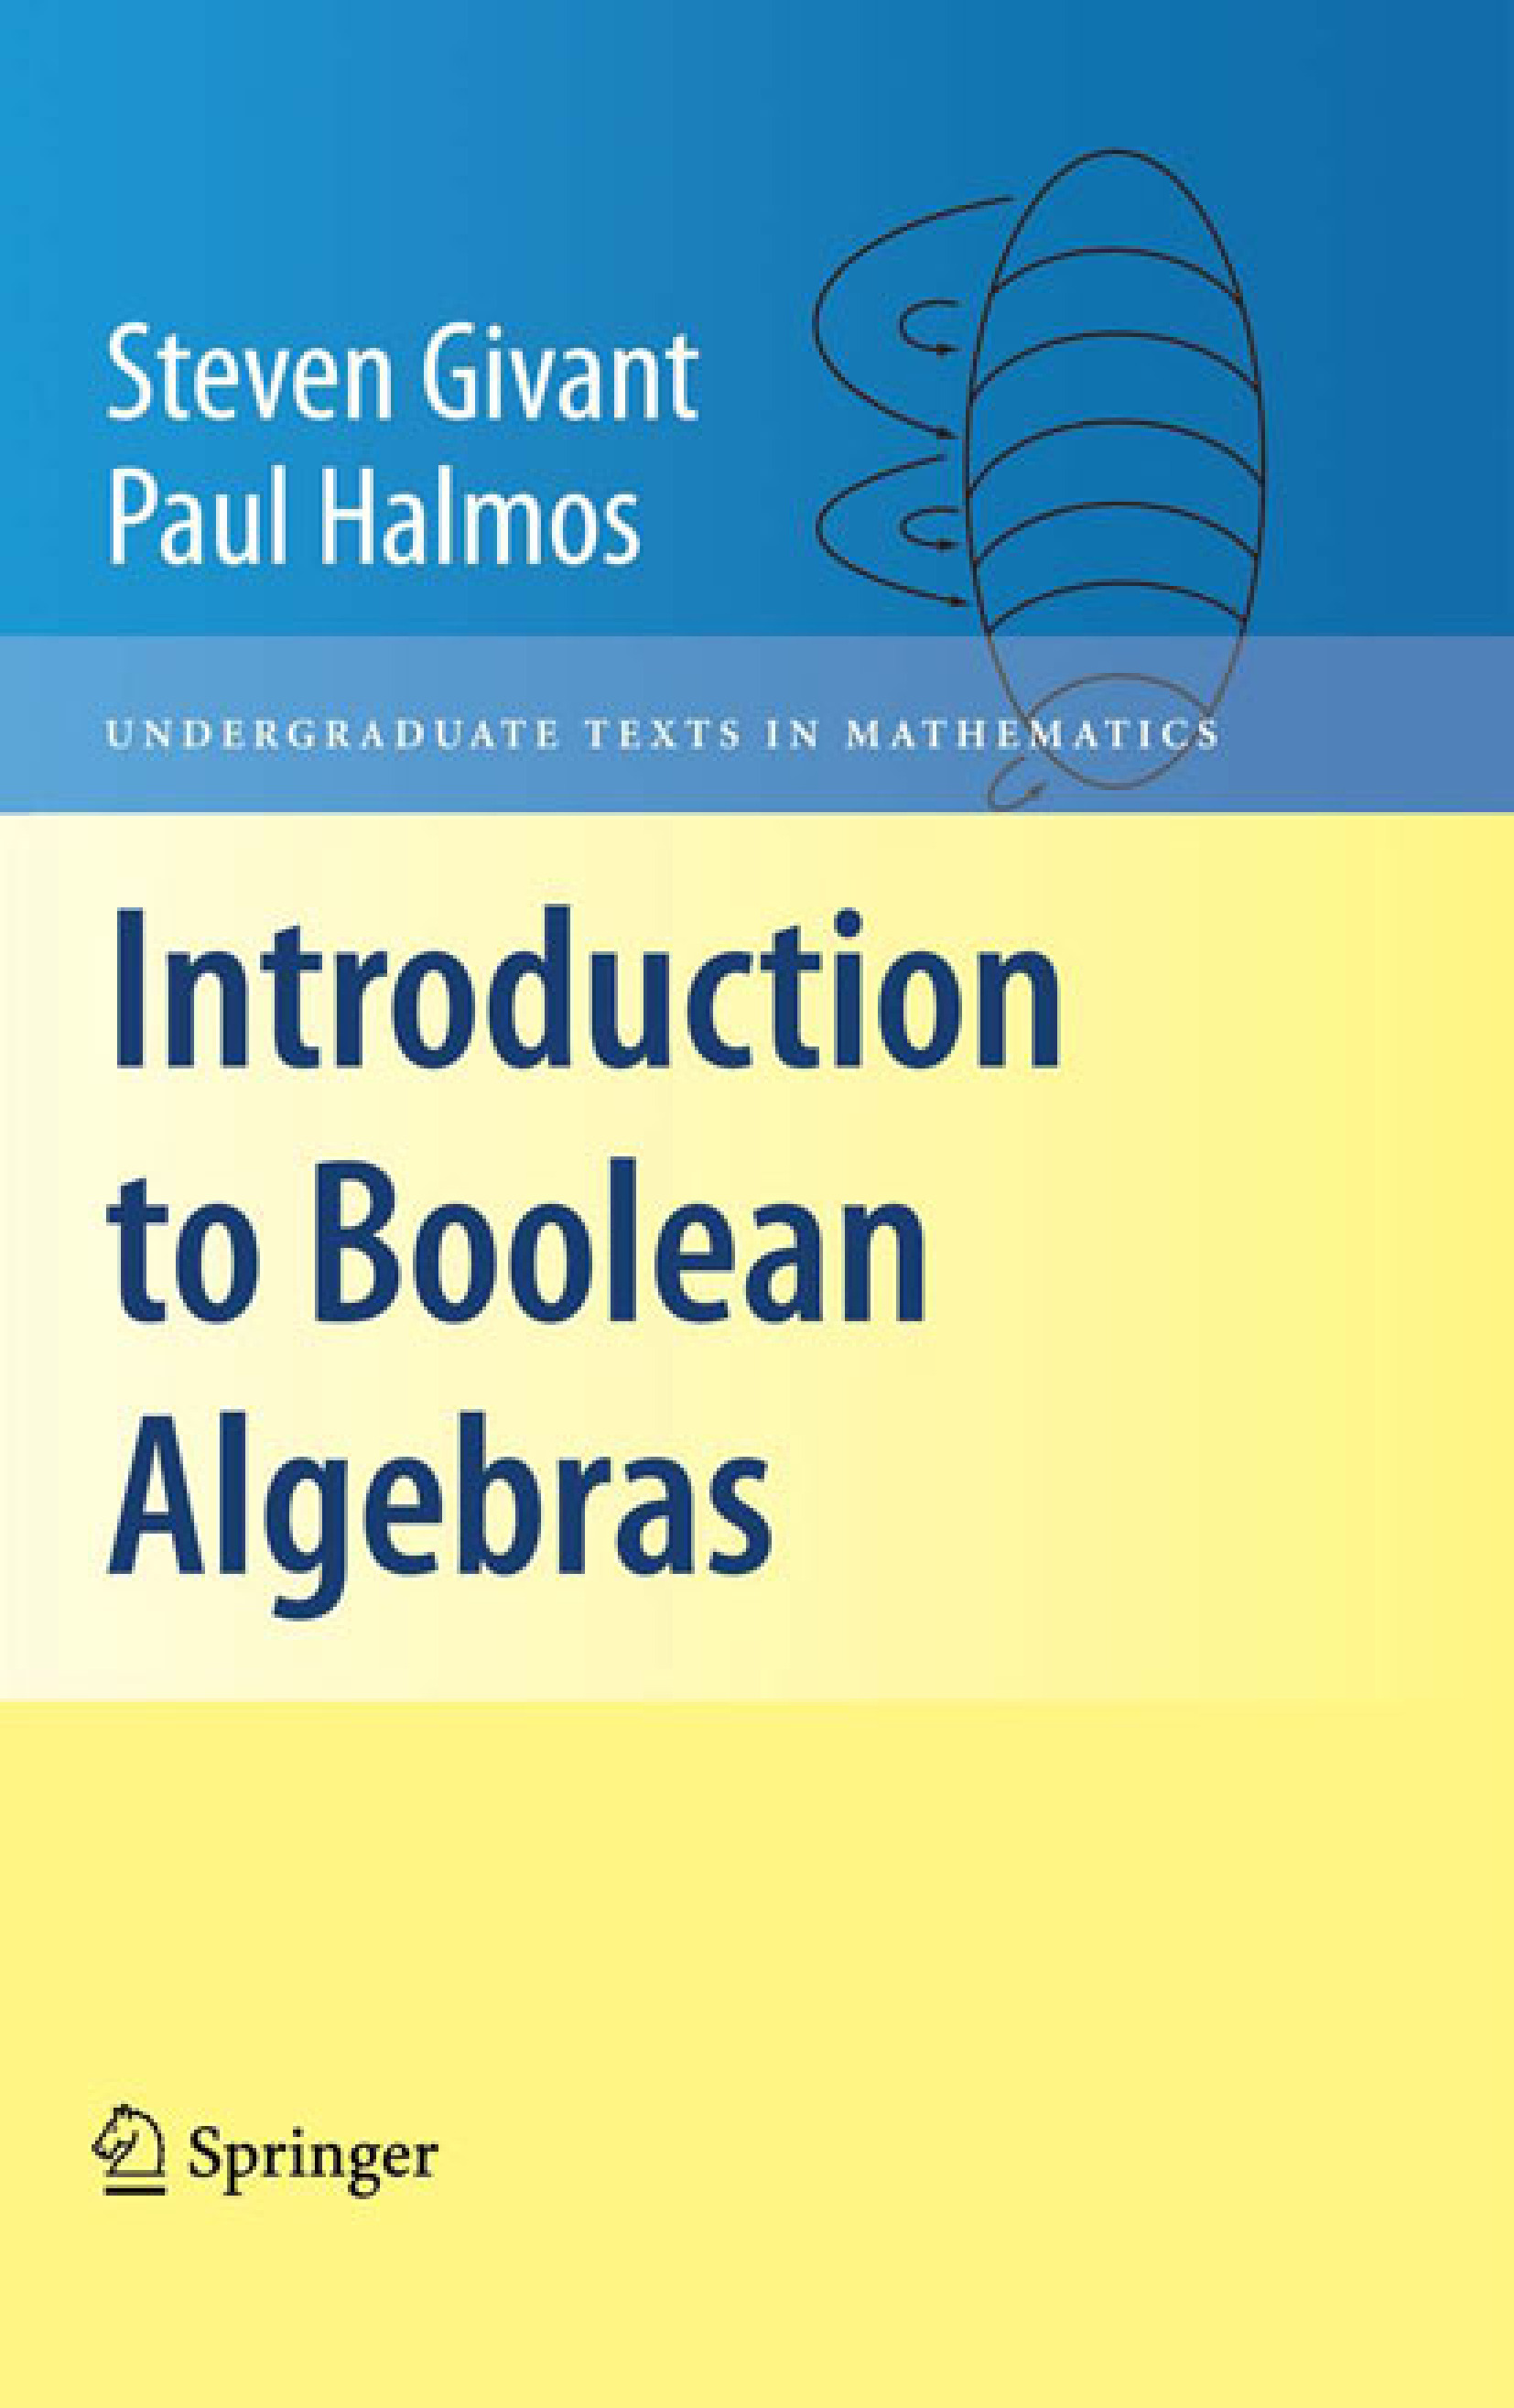 Steven Givant
Paul Halmos
UNDERGRADUATE TEXTS IN MATHEMATICS
Introduction
to Boolean
Algebras
Springer